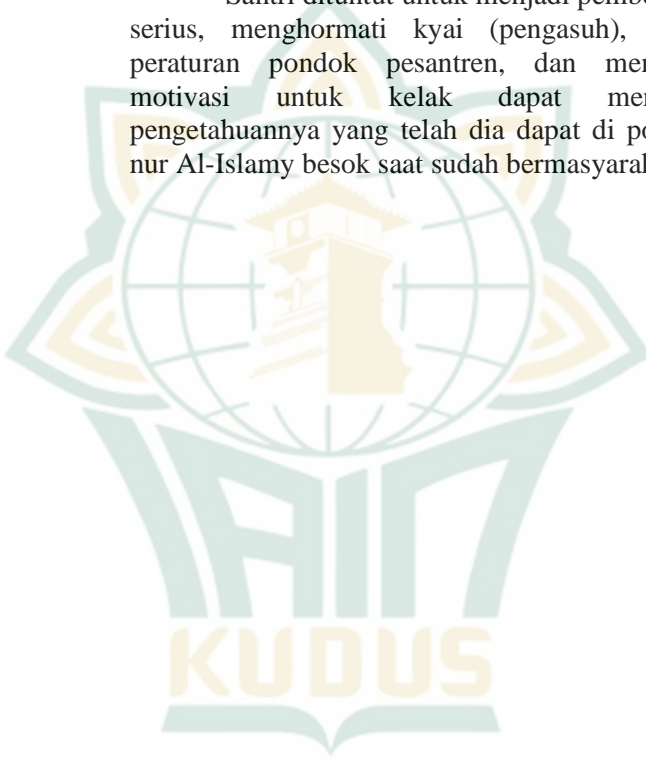 Santri dituntut untuk menjadi
serius, menghormati kyai (pengasuh),
peraturan pondok pesantren, dan
motivasi untuk kelak dapat
pengetahuannya yang telah dia dapat di
nur Al-Islamy besok saat sudah
IAIN
KUDUS